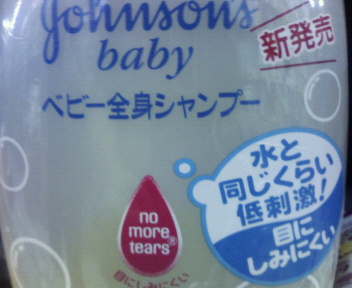 Johnson's
baby
新発売
ベビー全身シャンプー
水と
同じくらい
低刺激!
目に
しみにくい
no
more
tears®
目にしみにくい